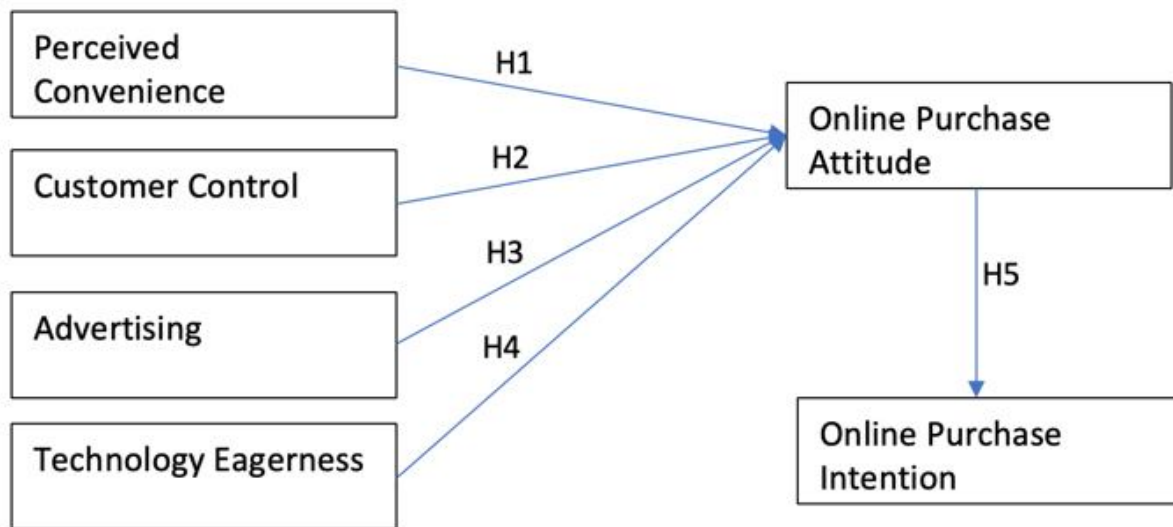 Perceived
Convenience
H1
Online Purchase
Attitude
Customer Control
H2
Advertising
H3
H5
Technology Eagerness
H4
Online Purchase
Intention